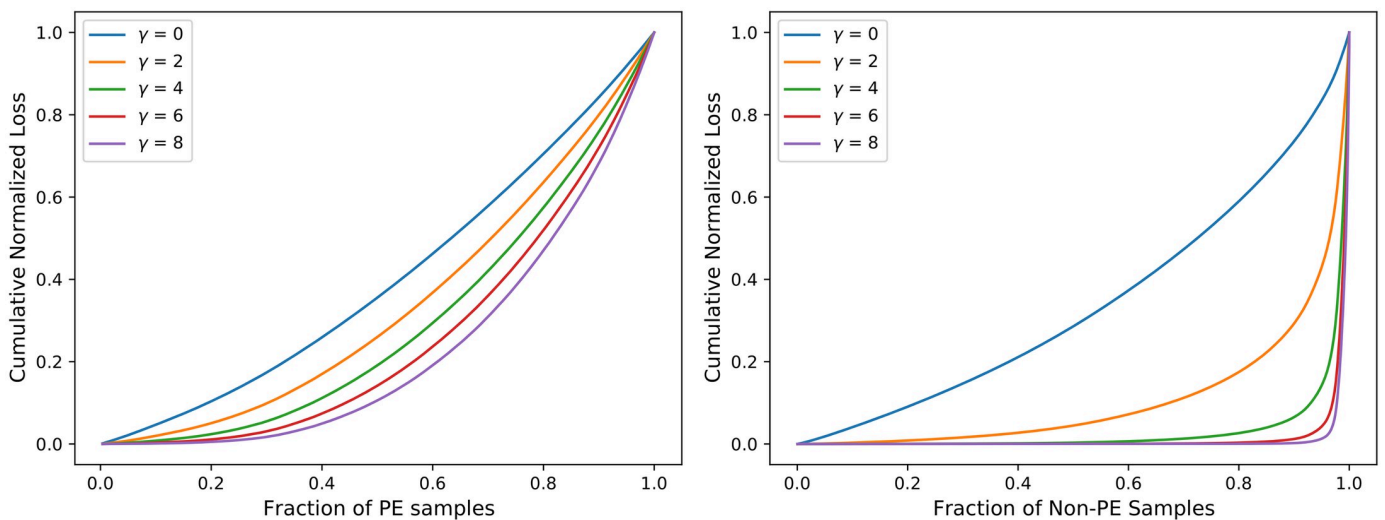 Cumulative Normalized Loss
1.0
0.8
0.6
0.4
0.2
0.0
γ = 0
γ = 2
γ = 4
γ = 6
γ = 8
0.0 0.2 0.4 0.6 0.8 1.0
Fraction of PE samples
Cumulative Normalized Loss
1.0
0.8
0.6
0.4
0.2
0.0
γ = 0
γ = 2
γ = 4
γ = 6
γ = 8
0.0 0.2 0.4 0.6 0.8 1.0
Fraction of Non-PE Samples